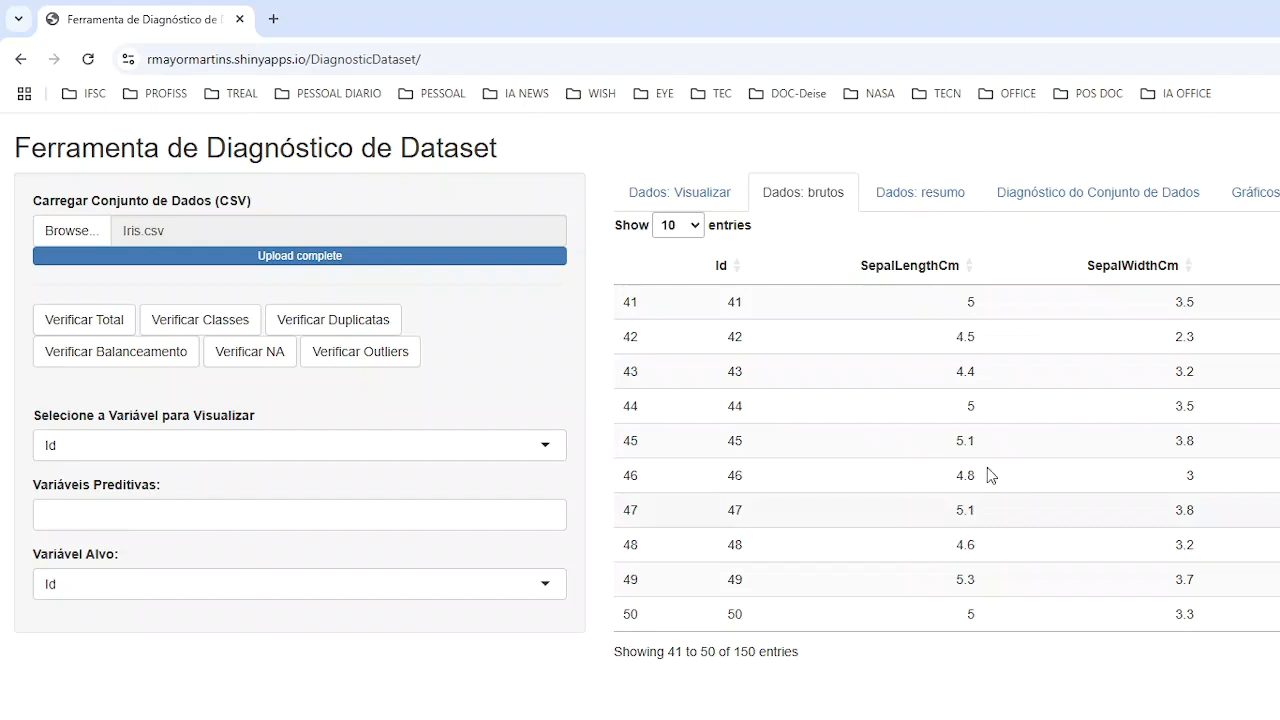 Ferramenta de Diagnóstico de
rmayormartins.shinyapps.io/DiagnosticDataset/
IFSC PROFISS TREAL PESSOAL DIARIO PESSOAL IA NEWS WISH EYE TEC DOC-Deise NASA TECN OFFICE POS DOC IA OFFICE
Ferramenta de Diagnóstico de Dataset
Carregar Conjunto de Dados (CSV)
Browse... Iris.csv
Upload complete
Verificar Total Verificar Classes Verificar Duplicatas
Verificar Balanceamento Verificar NA Verificar Outliers
Selecione a Variável para Visualizar
Id
Variáveis Preditivas:
Variável Alvo:
Id
Dados: Visualizar Dados: brutos Dados: resumo Diagnóstico do Conjunto de Dados Gráficos
Show 10 entries
Id SepalLengthCm SepalWidthCm
41 41 5 3.5
42 42 4.5 2.3
43 43 4.4 3.2
44 44 5 3.5
45 45 5.1 3.8
46 46 4.8 3
47 47 5.1 3.8
48 48 4.6 3.2
49 49 5.3 3.7
50 50 5 3.3
Showing 41 to 50 of 150 entries